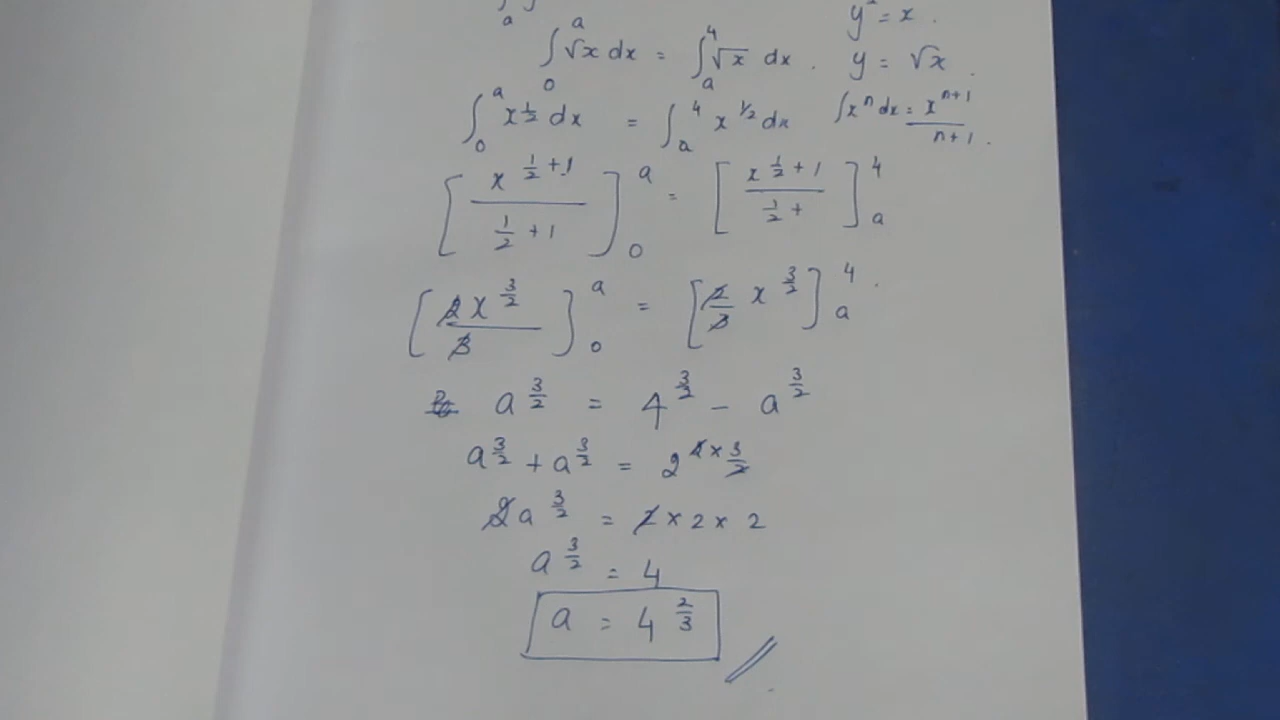 y² = x .
∫₀ᵃ √x dx = ∫ₐ⁴ √x dx . y = √x .
∫₀ᵃ x^{1/2} dx = ∫ₐ⁴ x^{1/2} dx ∫xⁿ dx = x^{n+1}/n+1 .
[x^{1/2 + 1}/(1/2 + 1)]₀ᵃ = [x^{1/2 + 1}/(1/2 +)]ₐ⁴
[2x^{3/2}/3]₀ᵃ = [2/3 x^{3/2}]ₐ⁴ .
a^{3/2} = 4^{3/2} - a^{3/2}
a^{3/2} + a^{3/2} = 2^{2 × 3/2}
2a^{3/2} = 2 × 2 × 2
a^{3/2} = 4
a = 4^{2/3}